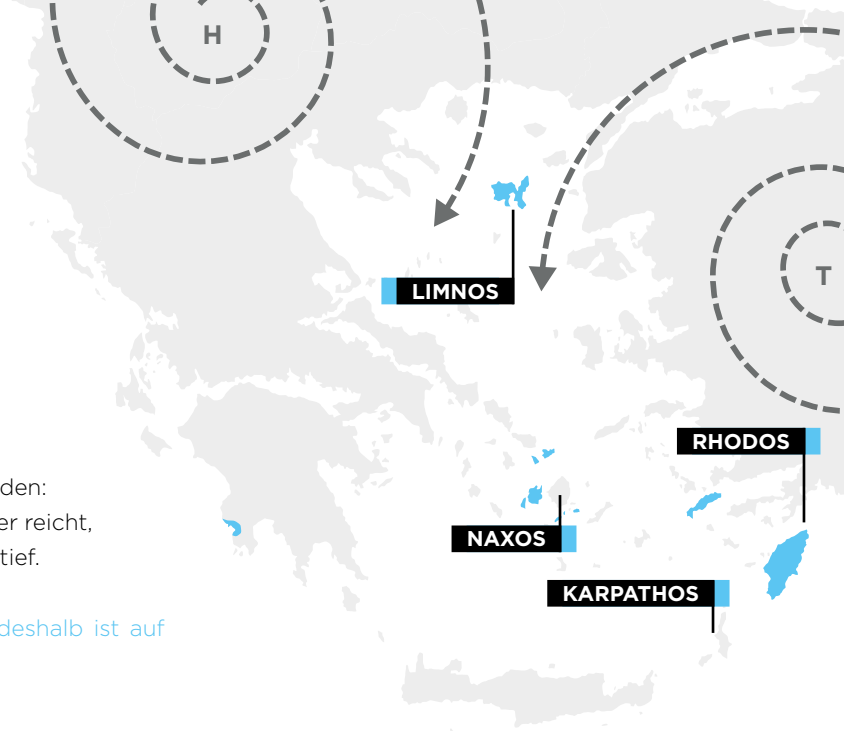 H
T
LIMNOS
RHODOS
NAXOS
KARPATHOS
den:
er reicht,
tief.
deshalb ist auf